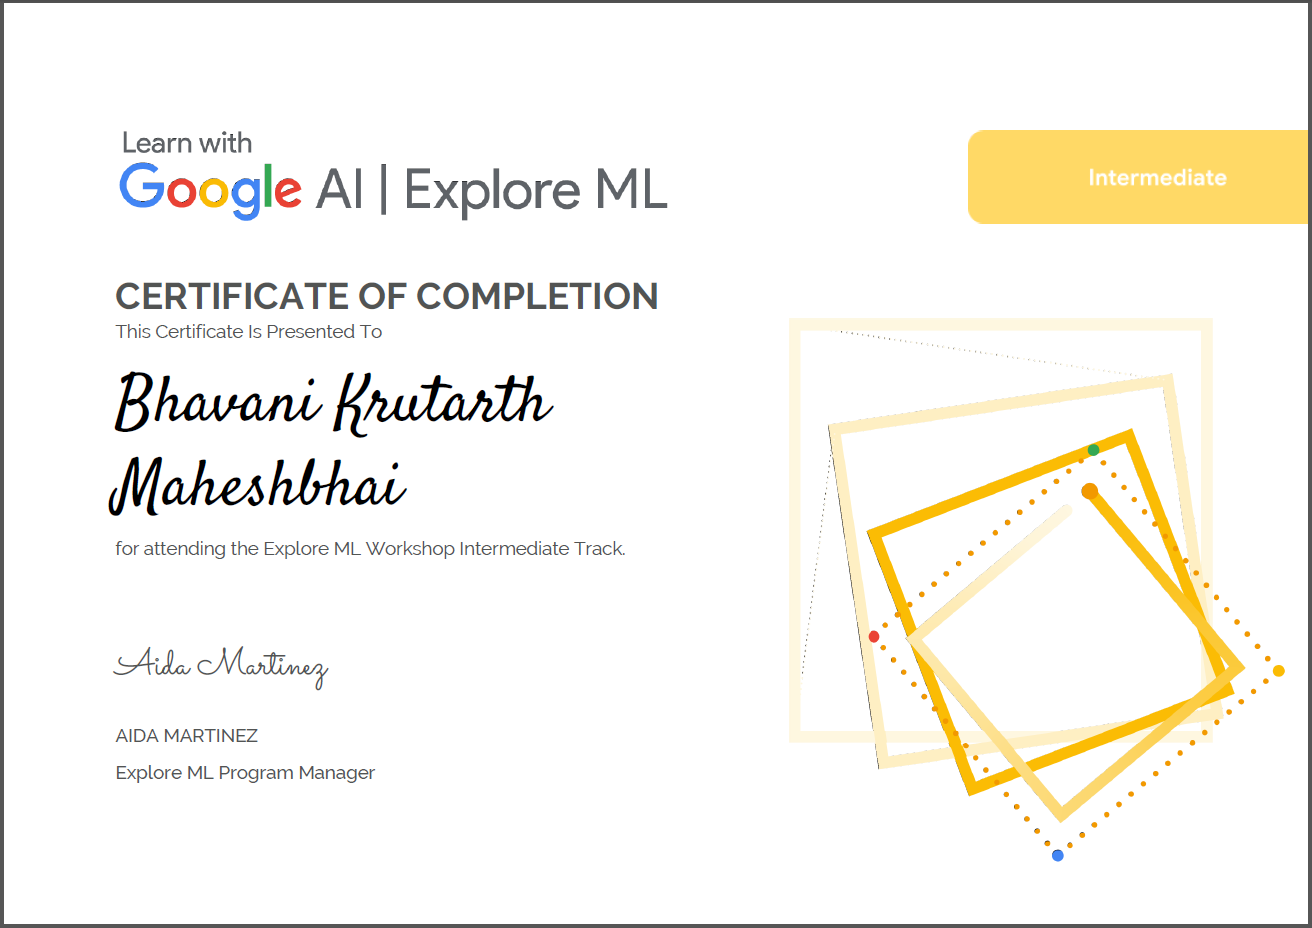 Learn with
Google AI | Explore ML
Intermediate
CERTIFICATE OF COMPLETION
This Certificate Is Presented To
Bhavani Krutarth
Maheshbhai
for attending the Explore ML Workshop Intermediate Track.
Aida Martinez
AIDA MARTINEZ
Explore ML Program Manager